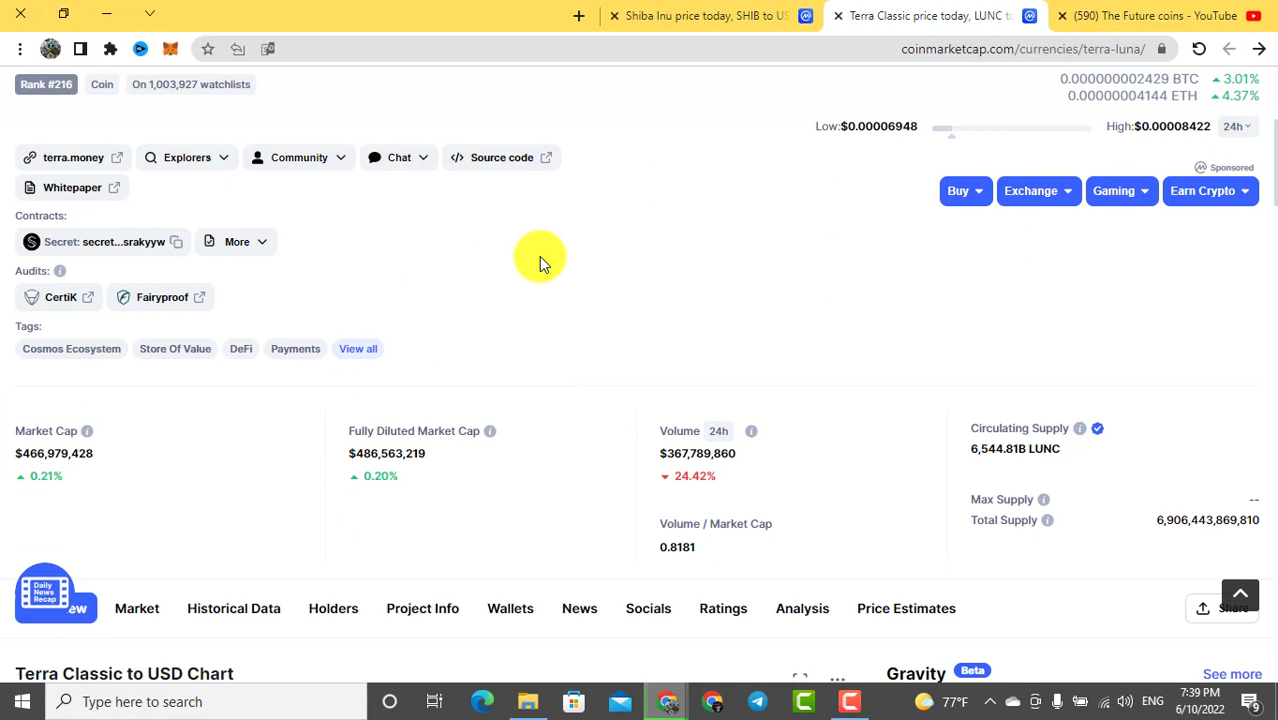 Shiba Inu price today, SHIB to US
Terra Classic price today, LUNC to
(590) The Future coins - YouTube
coinmarketcap.com/currencies/terra-luna/
Rank #216 Coin On 1,003,927 watchlists
0.000000002429 BTC 3.01%
0.00000004144 ETH 4.37%
Low:$0.00006948 High:$0.00008422 24h
terra.money Explorers Community Chat Source code
Whitepaper
Sponsored
Buy Exchange Gaming Earn Crypto
Contracts:
Secret: secret...srakyyw More
Audits:
CertiK Fairyproof
Tags:
Cosmos Ecosystem Store Of Value DeFi Payments View all
Market Cap
$466,979,428
0.21%
Fully Diluted Market Cap
$486,563,219
0.20%
Volume 24h
$367,789,860
24.42%
Volume / Market Cap
0.8181
Circulating Supply
6,544.81B LUNC
Max Supply --
Total Supply 6,906,443,869,810
Daily
News
Recap
ew Market Historical Data Holders Project Info Wallets News Socials Ratings Analysis Price Estimates Share
Terra Classic to USD Chart
Gravity Beta See more
Type here to search
77°F
ENG
7:39 PM
6/10/2022
9